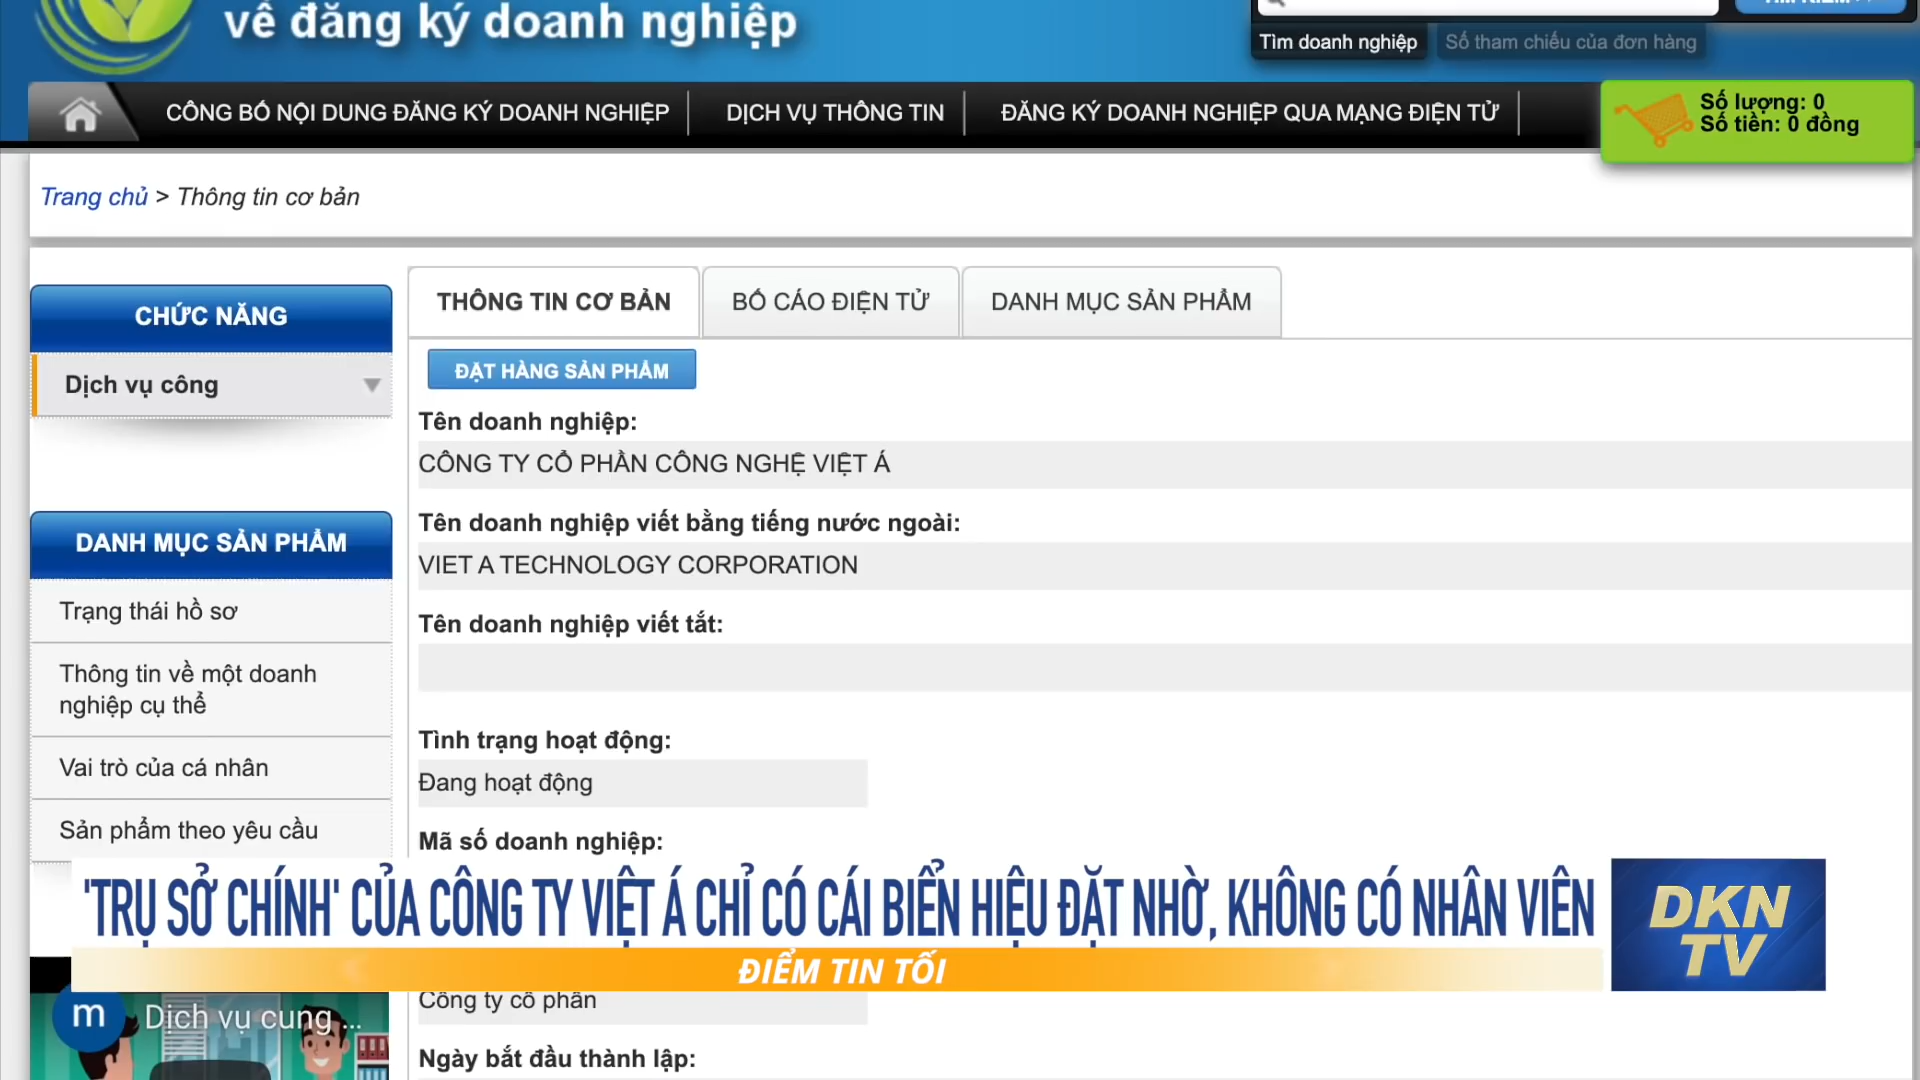 về đăng ký doanh nghiệp
Tìm doanh nghiệp
Số tham chiếu của đơn hàng
CÔNG BỐ NỘI DUNG ĐĂNG KÝ DOANH NGHIỆP
DỊCH VỤ THÔNG TIN
ĐĂNG KÝ DOANH NGHIỆP QUA MẠNG ĐIỆN TỬ
Số lượng: 0
Số tiền: 0 đồng
Trang chủ > Thông tin cơ bản
CHỨC NĂNG
Dịch vụ công
DANH MỤC SẢN PHẨM
Trạng thái hồ sơ
Thông tin về một doanh
nghiệp cụ thể
Vai trò của cá nhân
Sản phẩm theo yêu cầu
THÔNG TIN CƠ BẢN
BỐ CÁO ĐIỆN TỬ
DANH MỤC SẢN PHẨM
ĐẶT HÀNG SẢN PHẨM
Tên doanh nghiệp:
CÔNG TY CỔ PHẦN CÔNG NGHỆ VIỆT Á
Tên doanh nghiệp viết bằng tiếng nước ngoài:
VIET A TECHNOLOGY CORPORATION
Tên doanh nghiệp viết tắt:
Tình trạng hoạt động:
Đang hoạt động
Mã số doanh nghiệp:
'TRỤ SỞ CHÍNH' CỦA CÔNG TY VIỆT Á CHỈ CÓ CÁI BIỂN HIỆU ĐẶT NHỜ, KHÔNG CÓ NHÂN VIÊN
ĐIỂM TIN TỐI
DKN
TV
Công ty cổ phần
m Dịch vụ cung ...
Ngày bắt đầu thành lập: